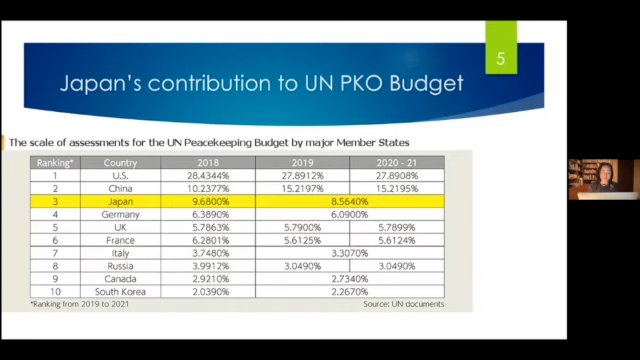 5
Japan's contribution to UN PKO Budget
The scale of assessments for the UN Peacekeeping Budget by major Member States
Ranking* Country 2018 2019 2020 - 21
1 U.S. 28.4344% 27.8912% 27.8908%
2 China 10.2377% 15.2197% 15.2195%
3 Japan 9.6800% 8.5640%
4 Germany 6.3890% 6.0900%
5 UK 5.7863% 5.7900% 5.7899%
6 France 6.2801% 5.6125% 5.6124%
7 Italy 3.7480% 3.3070%
8 Russia 3.9912% 3.0490% 3.0490%
9 Canada 2.9210% 2.7340%
10 South Korea 2.0390% 2.2670%
*Ranking from 2019 to 2021 Source: UN documents